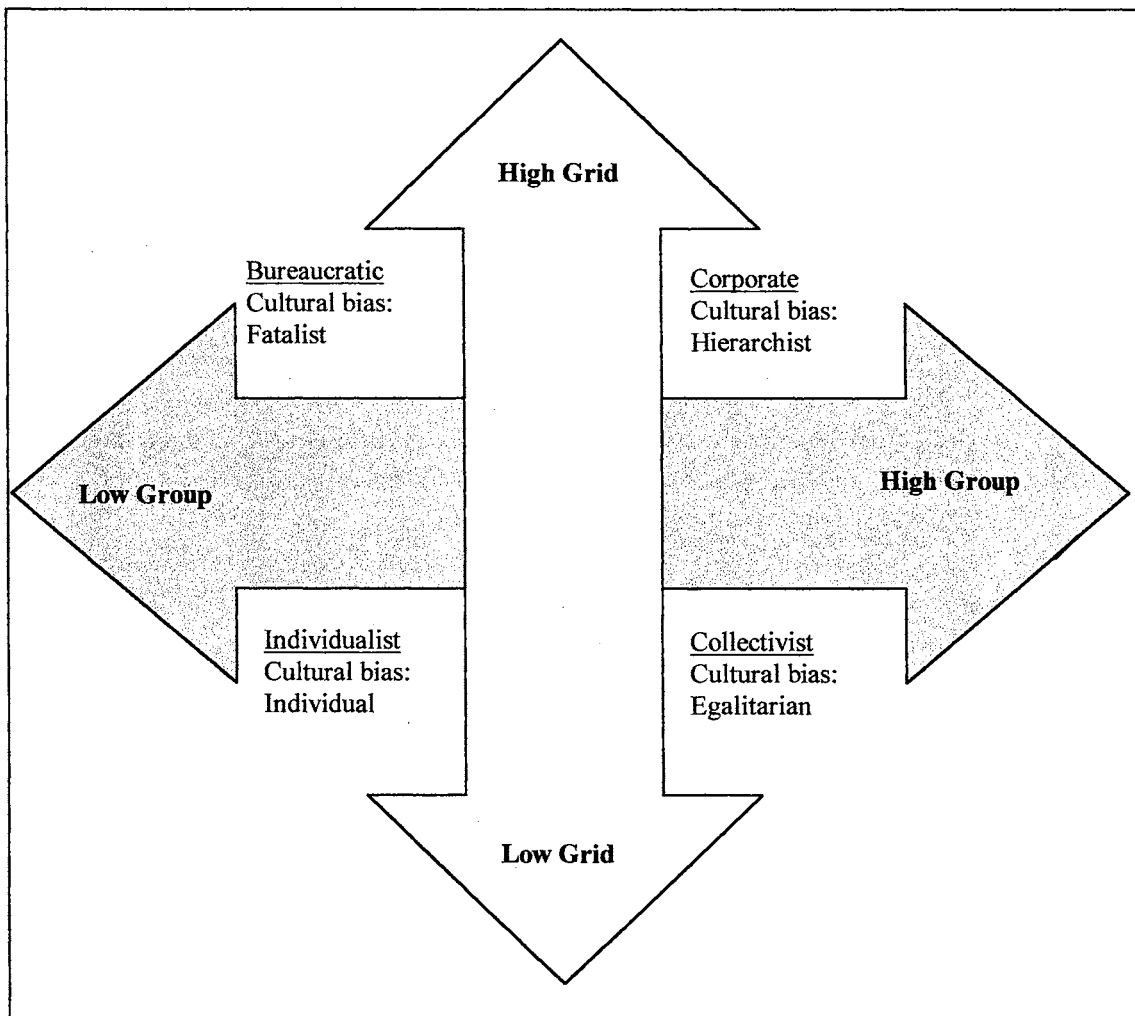 High Grid
Bureaucratic
Cultural bias:
Fatalist
Corporate
Cultural bias:
Hierarchist
Low Group
High Group
Individualist
Cultural bias:
Individual
Collectivist
Cultural bias:
Egalitarian
Low Grid